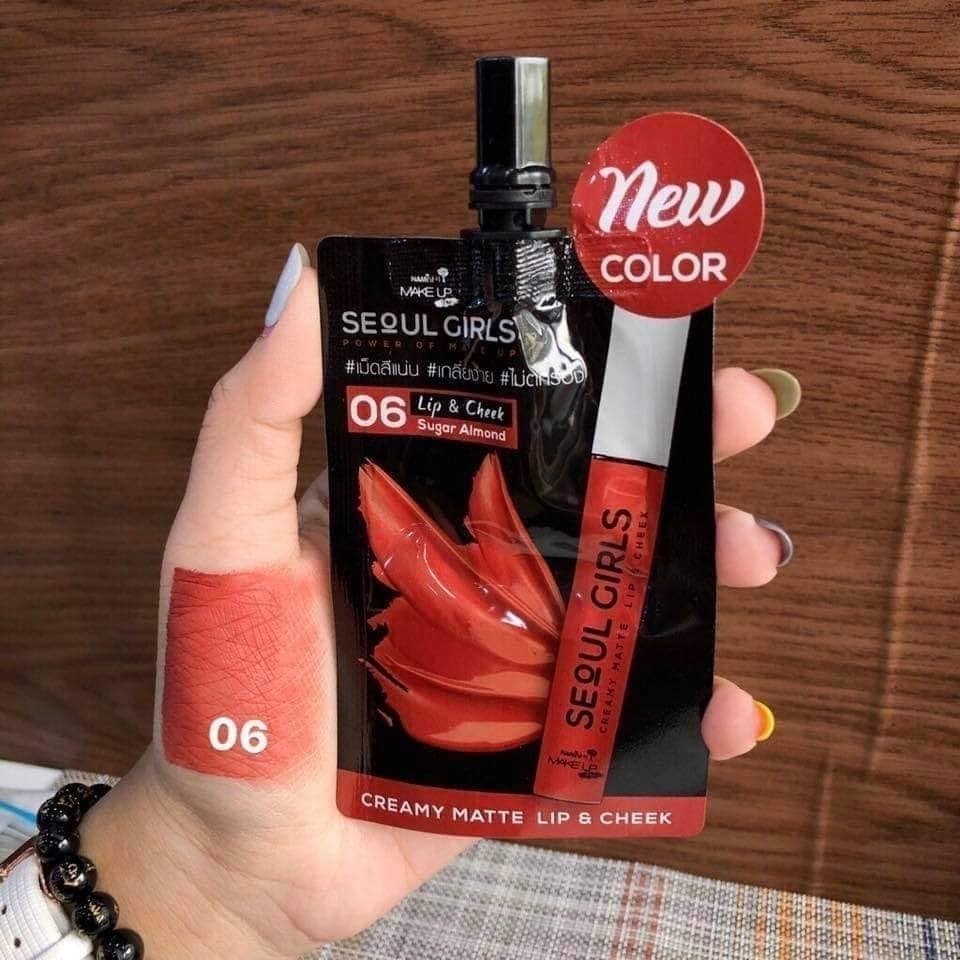 New
COLOR
MAKE UP
SEOUL GIRLS
POWER OF MAKE UP
#เม็ดสีแน่น #เกลี่ยง่าย
06 Lip & Cheek
Sugar Almond
SEOUL GIRLS
CREAMY MATTE LIP & CHEEK
MAKE UP
06
CREAMY MATTE LIP & CHEEK